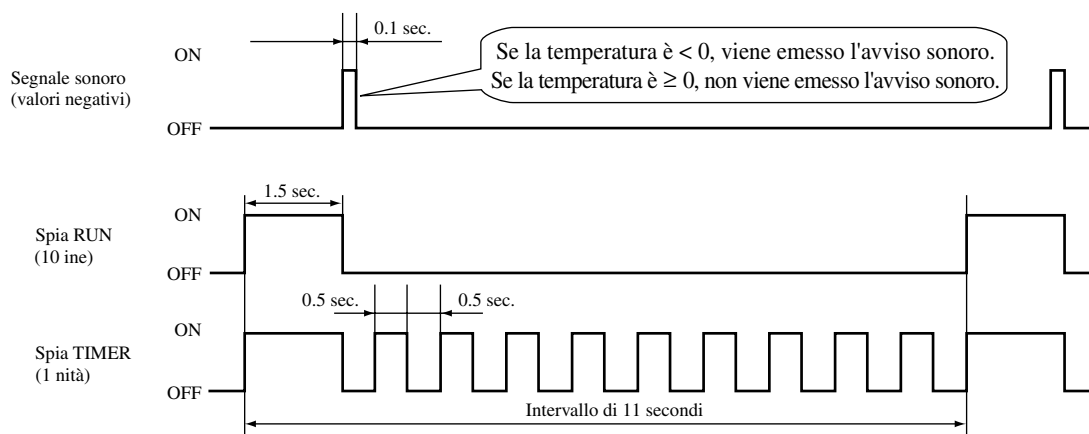 0.1 sec.
ON
Segnale sonoro
(valori negativi)
OFF
Se la temperatura è < 0, viene emesso l'avviso sonoro.
Se la temperatura è ≥ 0, non viene emesso l'avviso sonoro.
1.5 sec.
ON
Spia RUN
(10 ine)
OFF
0.5 sec.
0.5 sec.
ON
Spia TIMER
(1 nità)
OFF
Intervallo di 11 secondi